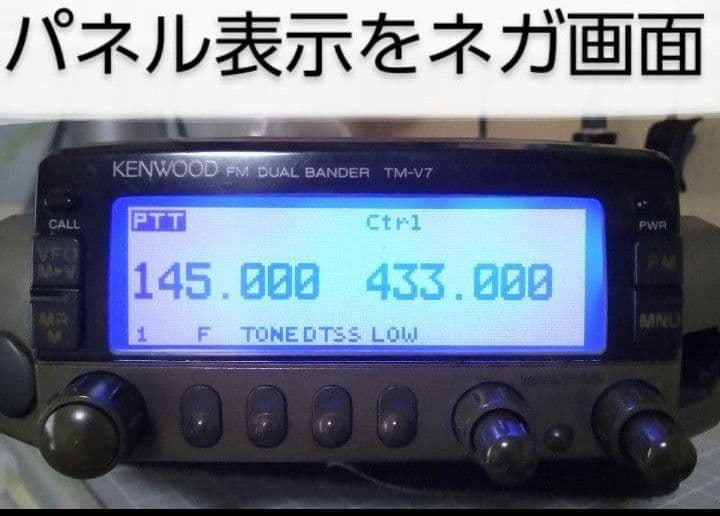 パネル表示をネガ画面
KENWOOD FM DUAL BANDER TM-V7
CALL
PWR
PTT Ctrl
VFO
M▶V
PM
145.000 433.000
MR
M
MNU
1 F TONE DTSS LOW